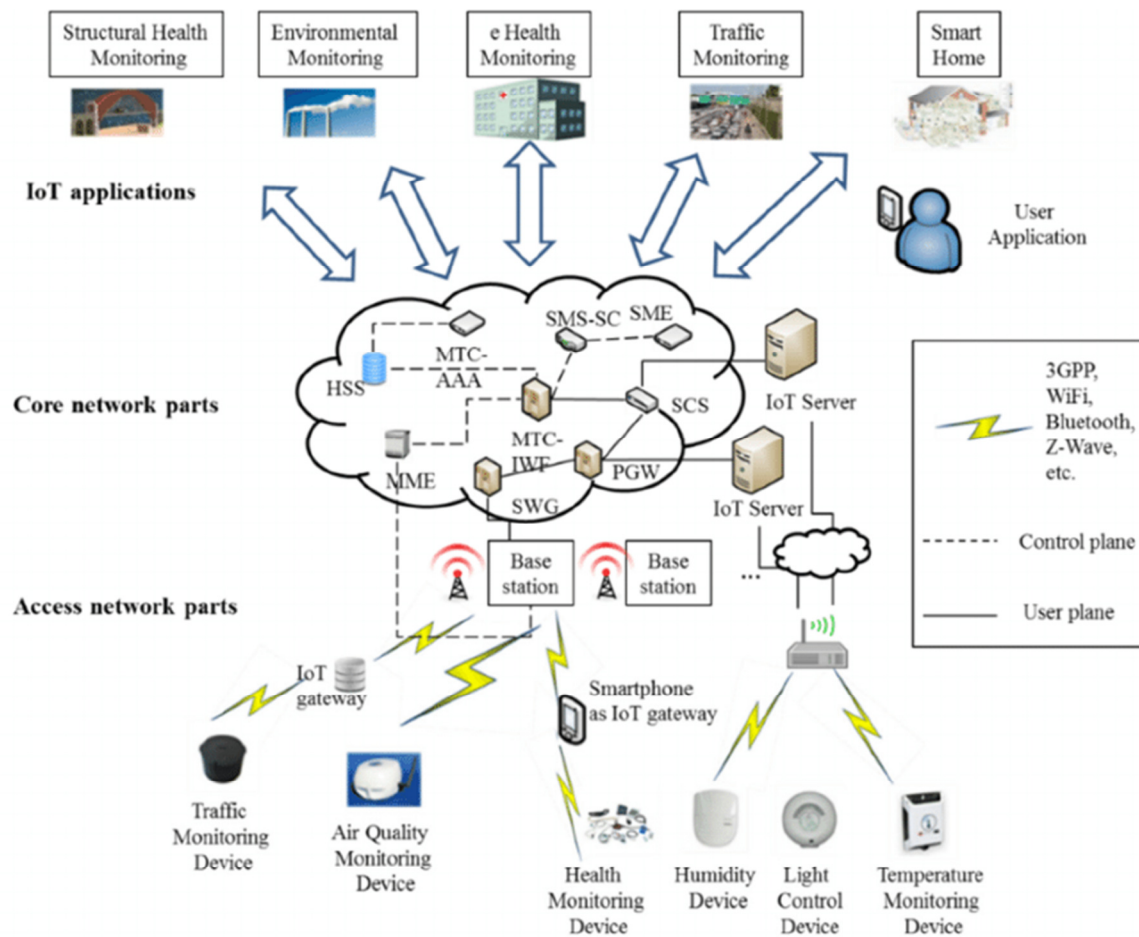 Structural Health
Monitoring
Environmental
Monitoring
e Health
Monitoring
Traffic
Monitoring
Smart
Home
IoT applications
User
Application
SMS-SC
SME
MTC-
AAA
HSS
Core network parts
SCS
IoT Server
MTC-
IWF
MME
PGW
SWG
IoT Server
3GPP,
WiFi,
Bluetooth,
Z-Wave,
etc.
Control plane
User plane
Base
station
Base
station
...
Access network parts
IoT
gateway
Smartphone
as IoT gateway
Traffic
Monitoring
Device
Air Quality
Monitoring
Device
Health
Monitoring
Device
Humidity
Device
Light
Control
Device
Temperature
Monitoring
Device